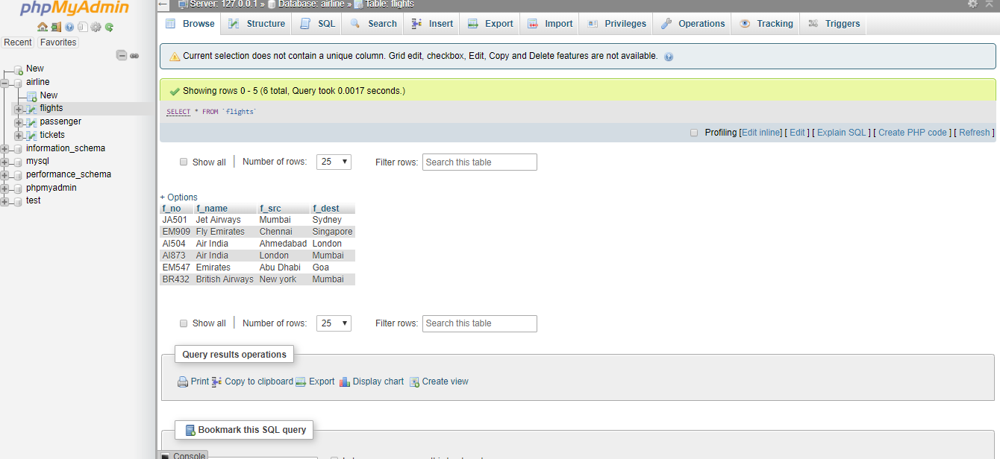 phpMyAdmin
Recent Favorites
New
airline
New
flights
passenger
tickets
information_schema
mysql
performance_schema
phpmyadmin
test
Server: 127.0.0.1 » Database: airline » Table: flights
Browse Structure SQL Search Insert Export Import Privileges Operations Tracking Triggers
Current selection does not contain a unique column. Grid edit, checkbox, Edit, Copy and Delete features are not available.
Showing rows 0 - 5 (6 total, Query took 0.0017 seconds.)
SELECT * FROM `flights`
Profiling [Edit inline] [ Edit ] [ Explain SQL ] [ Create PHP code ] [ Refresh ]
Show all Number of rows: 25 Filter rows: Search this table
+ Options
f_no f_name f_src f_dest
JA501 Jet Airways Mumbai Sydney
EM909 Fly Emirates Chennai Singapore
AI504 Air India Ahmedabad London
AI873 Air India London Mumbai
EM547 Emirates Abu Dhabi Goa
BR432 British Airways New york Mumbai
Show all Number of rows: 25 Filter rows: Search this table
Query results operations
Print Copy to clipboard Export Display chart Create view
Bookmark this SQL query
Console